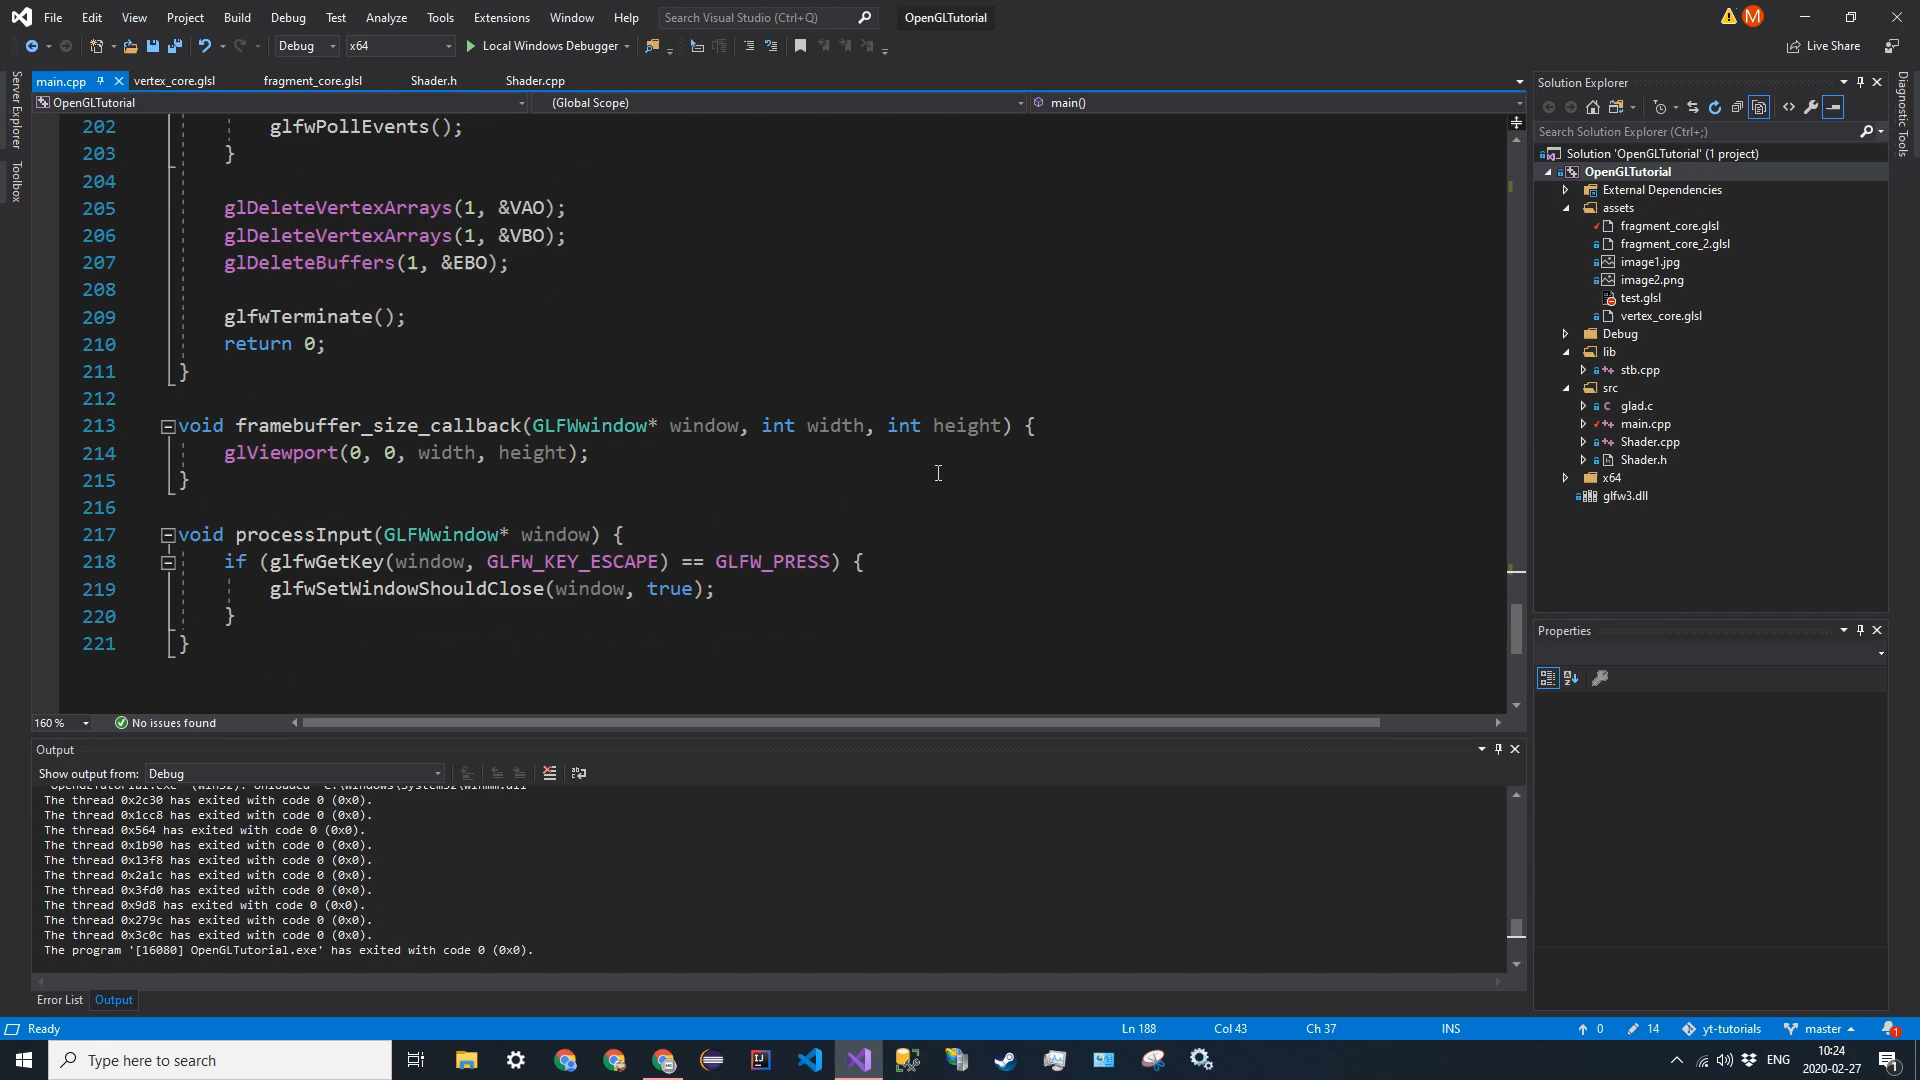 File Edit View Project Build Debug Test Analyze Tools Extensions Window Help Search Visual Studio (Ctrl+Q) OpenGLTutorial M
Debug x64 Local Windows Debugger Live Share
main.cpp vertex_core.glsl fragment_core.glsl Shader.h Shader.cpp
OpenGLTutorial (Global Scope) main()
Server Explorer
Toolbox
202 glfwPollEvents();
203 }
204
205 glDeleteVertexArrays(1, &VAO);
206 glDeleteVertexArrays(1, &VBO);
207 glDeleteBuffers(1, &EBO);
208
209 glfwTerminate();
210 return 0;
211 }
212
213 void framebuffer_size_callback(GLFWwindow* window, int width, int height) {
214 glViewport(0, 0, width, height);
215 }
216
217 void processInput(GLFWwindow* window) {
218 if (glfwGetKey(window, GLFW_KEY_ESCAPE) == GLFW_PRESS) {
219 glfwSetWindowShouldClose(window, true);
220 }
221 }
160 % No issues found
Output
Show output from: Debug
The thread 0x2c30 has exited with code 0 (0x0).
The thread 0x1cc8 has exited with code 0 (0x0).
The thread 0x564 has exited with code 0 (0x0).
The thread 0x1b90 has exited with code 0 (0x0).
The thread 0x13f8 has exited with code 0 (0x0).
The thread 0x2a1c has exited with code 0 (0x0).
The thread 0x3fd0 has exited with code 0 (0x0).
The thread 0x9d8 has exited with code 0 (0x0).
The thread 0x279c has exited with code 0 (0x0).
The thread 0x3c0c has exited with code 0 (0x0).
The program '[16080] OpenGLTutorial.exe' has exited with code 0 (0x0).
Error List Output
Solution Explorer
Search Solution Explorer (Ctrl+;)
Solution 'OpenGLTutorial' (1 project)
OpenGLTutorial
External Dependencies
assets
fragment_core.glsl
fragment_core_2.glsl
image1.jpg
image2.png
test.glsl
vertex_core.glsl
Debug
lib
stb.cpp
src
glad.c
main.cpp
Shader.cpp
Shader.h
x64
glfw3.dll
Properties
Diagnostic Tools
Ready Ln 188 Col 43 Ch 37 INS 0 14 yt-tutorials master 1
Type here to search ENG 10:24
2020-02-27 1